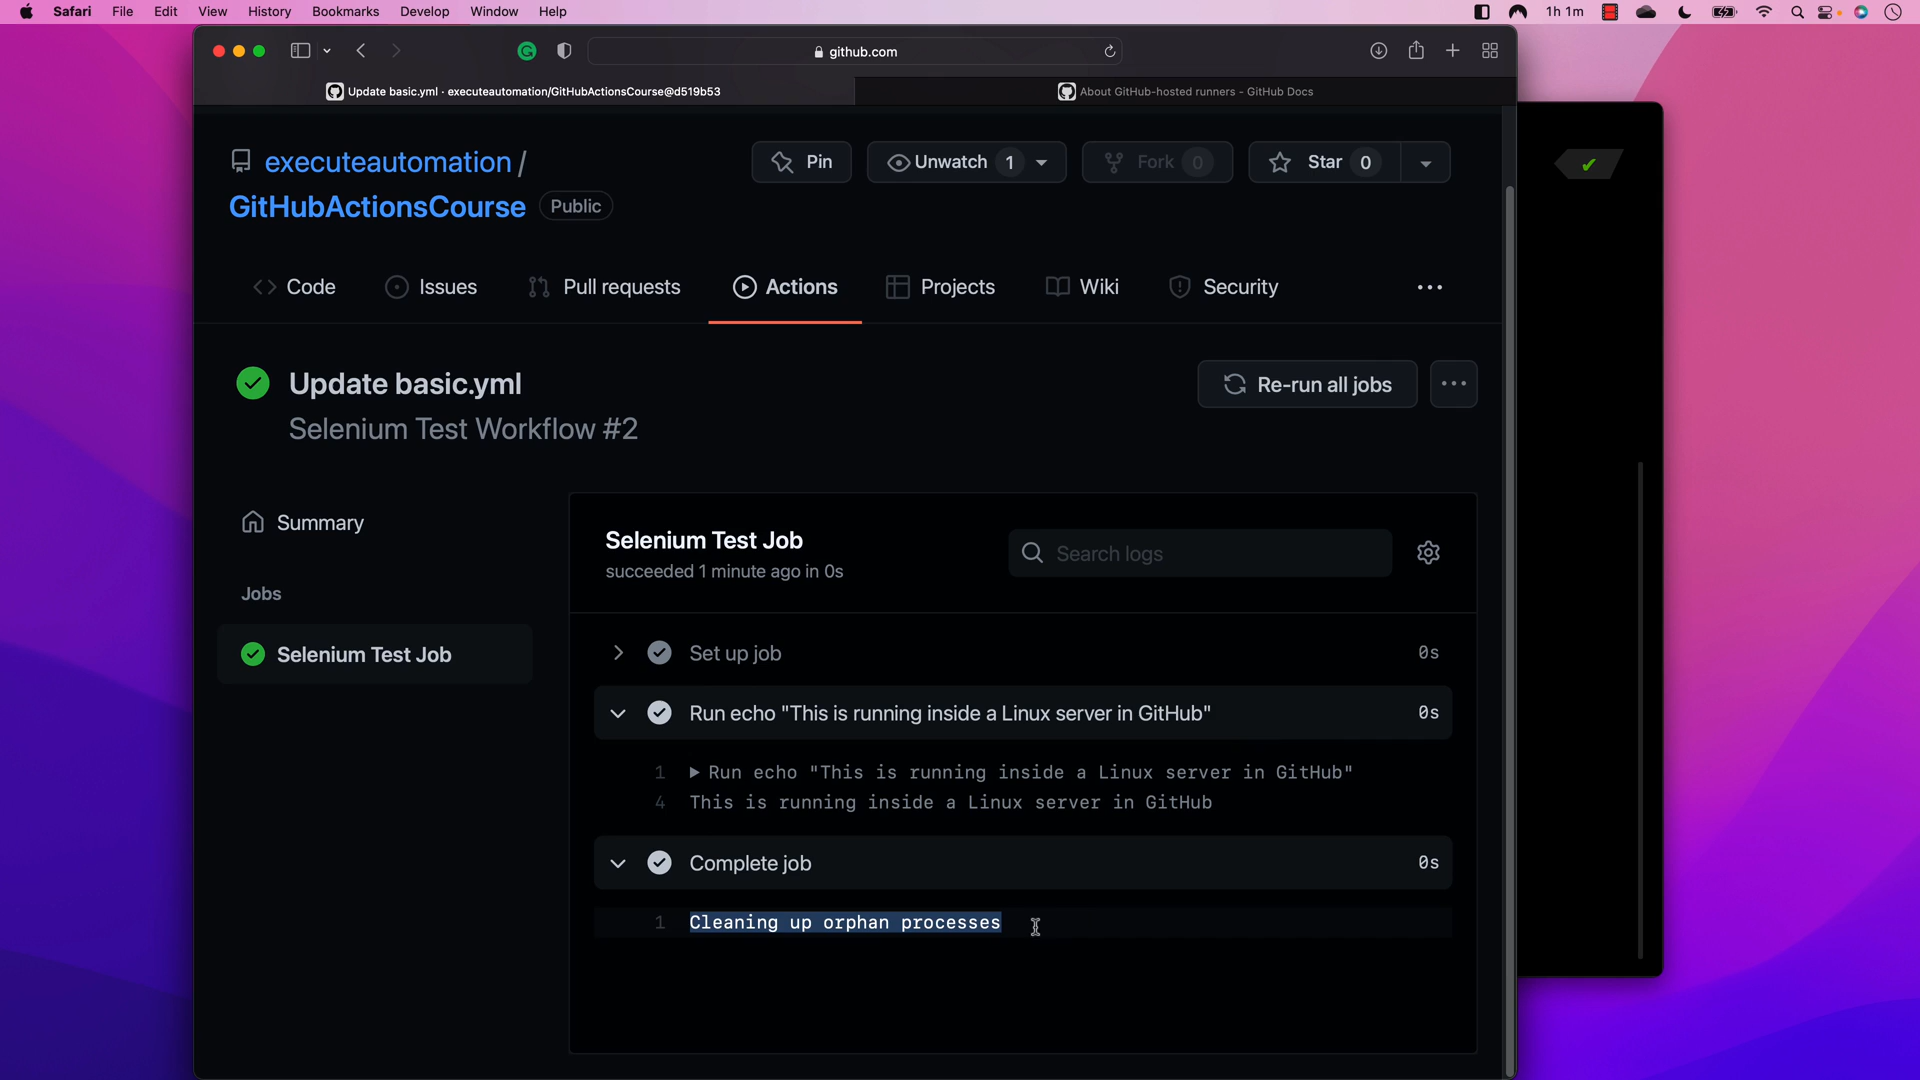 Safari File Edit View History Bookmarks Develop Window Help 1h 1m
github.com
Update basic.yml · executeautomation/GitHubActionsCourse@d519b53
About GitHub-hosted runners - GitHub Docs
executeautomation /
GitHubActionsCourse Public
Pin
Unwatch 1
Fork 0
Star 0
Code Issues Pull requests Actions Projects Wiki Security
Update basic.yml
Selenium Test Workflow #2
Re-run all jobs
Summary
Jobs
Selenium Test Job
Selenium Test Job
succeeded 1 minute ago in 0s
Search logs
Set up job 0s
Run echo "This is running inside a Linux server in GitHub" 0s
1 Run echo "This is running inside a Linux server in GitHub"
4 This is running inside a Linux server in GitHub
Complete job 0s
1 Cleaning up orphan processes